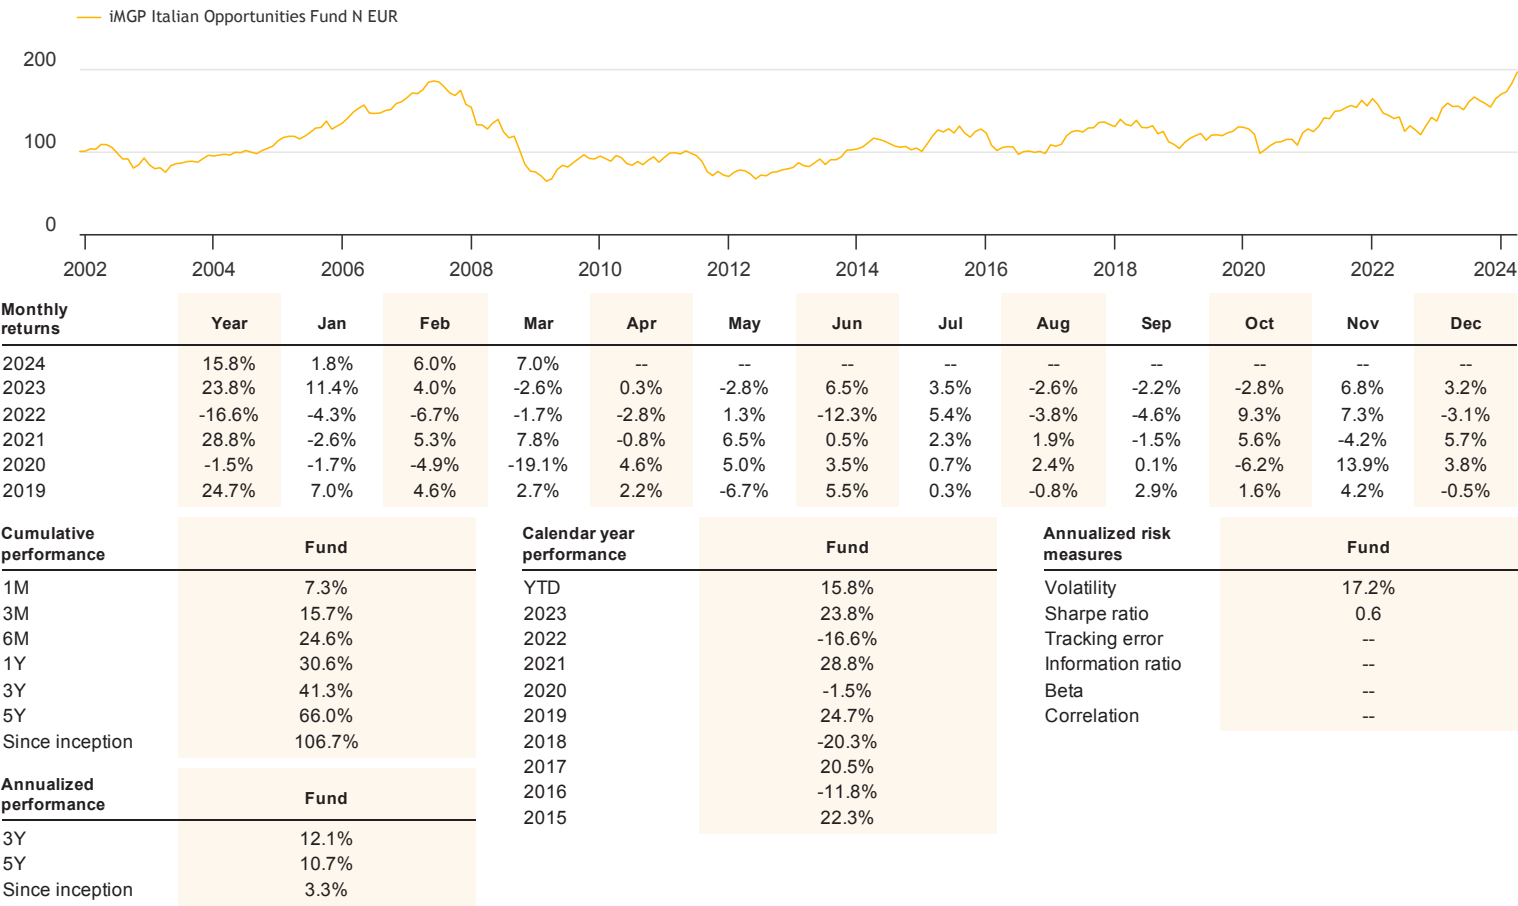 iMGP Italian Opportunities Fund N EUR
200
100
0
2002 2004 2006 2008 2010 2012 2014 2016 2018 2020 2022 2024
Monthly
returns Year Jan Feb Mar Apr May Jun Jul Aug Sep Oct Nov Dec
2024 15.8% 1.8% 6.0% 7.0% -- -- -- -- -- -- -- -- --
2023 23.8% 11.4% 4.0% -2.6% 0.3% -2.8% 6.5% 3.5% -2.6% -2.2% -2.8% 6.8% 3.2%
2022 -16.6% -4.3% -6.7% -1.7% -2.8% 1.3% -12.3% 5.4% -3.8% -4.6% 9.3% 7.3% -3.1%
2021 28.8% -2.6% 5.3% 7.8% -0.8% 6.5% 0.5% 2.3% 1.9% -1.5% 5.6% -4.2% 5.7%
2020 -1.5% -1.7% -4.9% -19.1% 4.6% 5.0% 3.5% 0.7% 2.4% 0.1% -6.2% 13.9% 3.8%
2019 24.7% 7.0% 4.6% 2.7% 2.2% -6.7% 5.5% 0.3% -0.8% 2.9% 1.6% 4.2% -0.5%
Cumulative
performance Fund
1M 7.3%
3M 15.7%
6M 24.6%
1Y 30.6%
3Y 41.3%
5Y 66.0%
Since inception 106.7%
Annualized
performance Fund
3Y 12.1%
5Y 10.7%
Since inception 3.3%
Calendar year
performance Fund
YTD 15.8%
2023 23.8%
2022 -16.6%
2021 28.8%
2020 -1.5%
2019 24.7%
2018 -20.3%
2017 20.5%
2016 -11.8%
2015 22.3%
Annualized risk
measures Fund
Volatility 17.2%
Sharpe ratio 0.6
Tracking error --
Information ratio --
Beta --
Correlation --